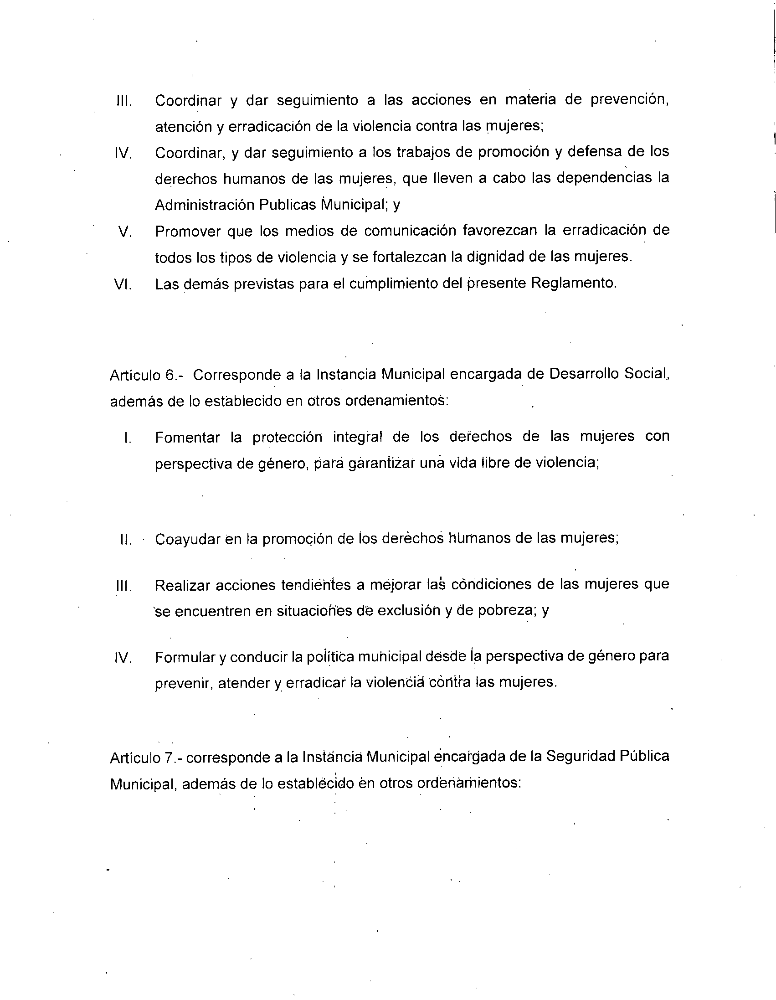 III. Coordinar y dar seguimiento a las acciones en materia de prevención,
atención y erradicación de la violencia contra las mujeres;
IV. Coordinar, y dar seguimiento a los trabajos de promoción y defensa de los
derechos humanos de las mujeres, que lleven a cabo las dependencias la
Administración Publicas Municipal; y
V. Promover que los medios de comunicación favorezcan la erradicación de
todos los tipos de violencia y se fortalezcan la dignidad de las mujeres.
VI. Las demás previstas para el cumplimiento del presente Reglamento.
Artículo 6.- Corresponde a la Instancia Municipal encargada de Desarrollo Social,
además de lo establecido en otros ordenamientos:
I. Fomentar la protección integral de los derechos de las mujeres con
perspectiva de género, para garantizar una vida libre de violencia;
II. Coayudar en la promoción de los derechos humanos de las mujeres;
III. Realizar acciones tendientes a mejorar las condiciones de las mujeres que
se encuentren en situaciones de exclusión y de pobreza; y
IV. Formular y conducir la política municipal desde la perspectiva de género para
prevenir, atender y erradicar la violencia contra las mujeres.
Artículo 7.- corresponde a la Instancia Municipal encargada de la Seguridad Pública
Municipal, además de lo establecido en otros ordenamientos: